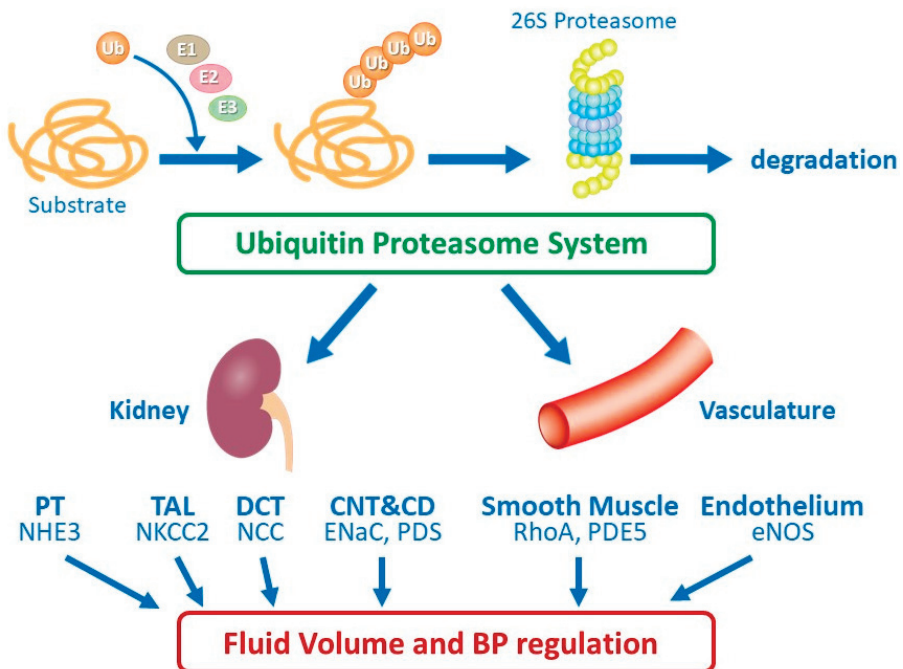 26S Proteasome
Ub
E1
E2
E3
Ub
Ub
Ub
Ub
degradation
Substrate
Ubiquitin Proteasome System
Kidney
Vasculature
PT
NHE3
TAL
NKCC2
DCT
NCC
CNT&CD
ENaC, PDS
Smooth Muscle
RhoA, PDE5
Endothelium
eNOS
Fluid Volume and BP regulation